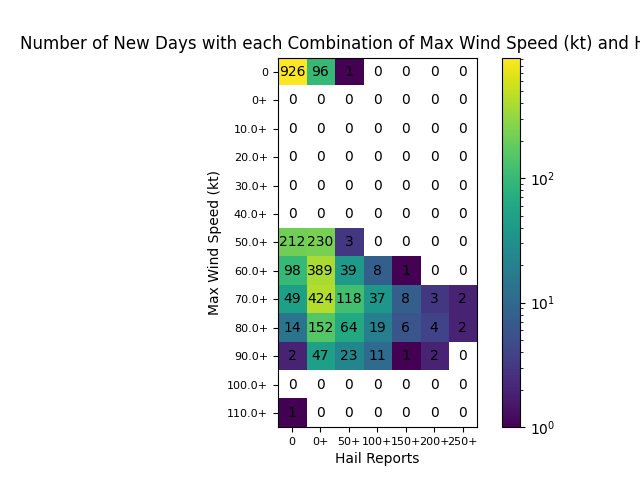 Number of New Days with each Combination of Max Wind Speed (kt) and H
0 926 96 1 0 0 0 0
0+ 0 0 0 0 0 0 0
10.0+ 0 0 0 0 0 0 0
20.0+ 0 0 0 0 0 0 0
30.0+ 0 0 0 0 0 0 0
40.0+ 0 0 0 0 0 0 0
50.0+ 212 230 3 0 0 0 0
60.0+ 98 389 39 8 1 0 0
70.0+ 49 424 118 37 8 3 2
80.0+ 14 152 64 19 6 4 2
90.0+ 2 47 23 11 1 2 0
100.0+ 0 0 0 0 0 0 0
110.0+ 1 0 0 0 0 0 0
0 0+ 50+ 100+ 150+ 200+ 250+
Hail Reports
Max Wind Speed (kt)
10²
10¹
10⁰